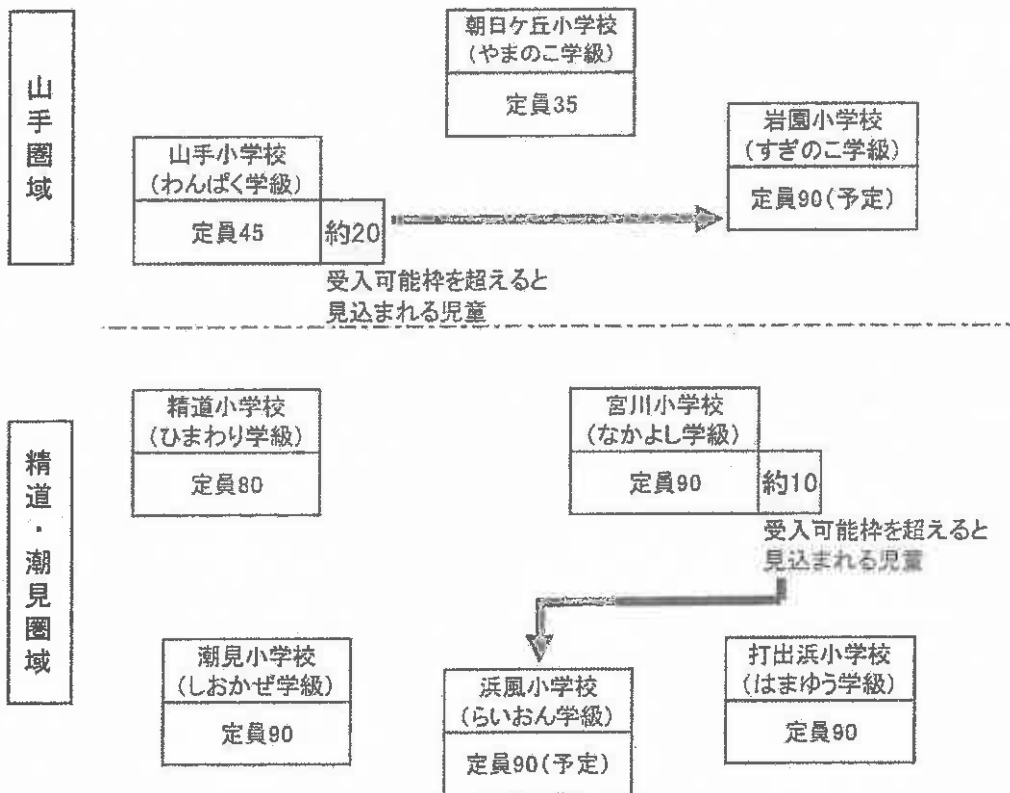 山手圏域
朝日ケ丘小学校
(やまのこ学級)
定員35
山手小学校
(わんぱく学級)
定員45
約20
受入可能枠を超えると
見込まれる児童
岩園小学校
(すぎのこ学級)
定員90(予定)
精道・潮見圏域
精道小学校
(ひまわり学級)
定員80
宮川小学校
(なかよし学級)
定員90
約10
受入可能枠を超えると
見込まれる児童
潮見小学校
(しおかぜ学級)
定員90
浜風小学校
(らいおん学級)
定員90(予定)
打出浜小学校
(はまゆう学級)
定員90